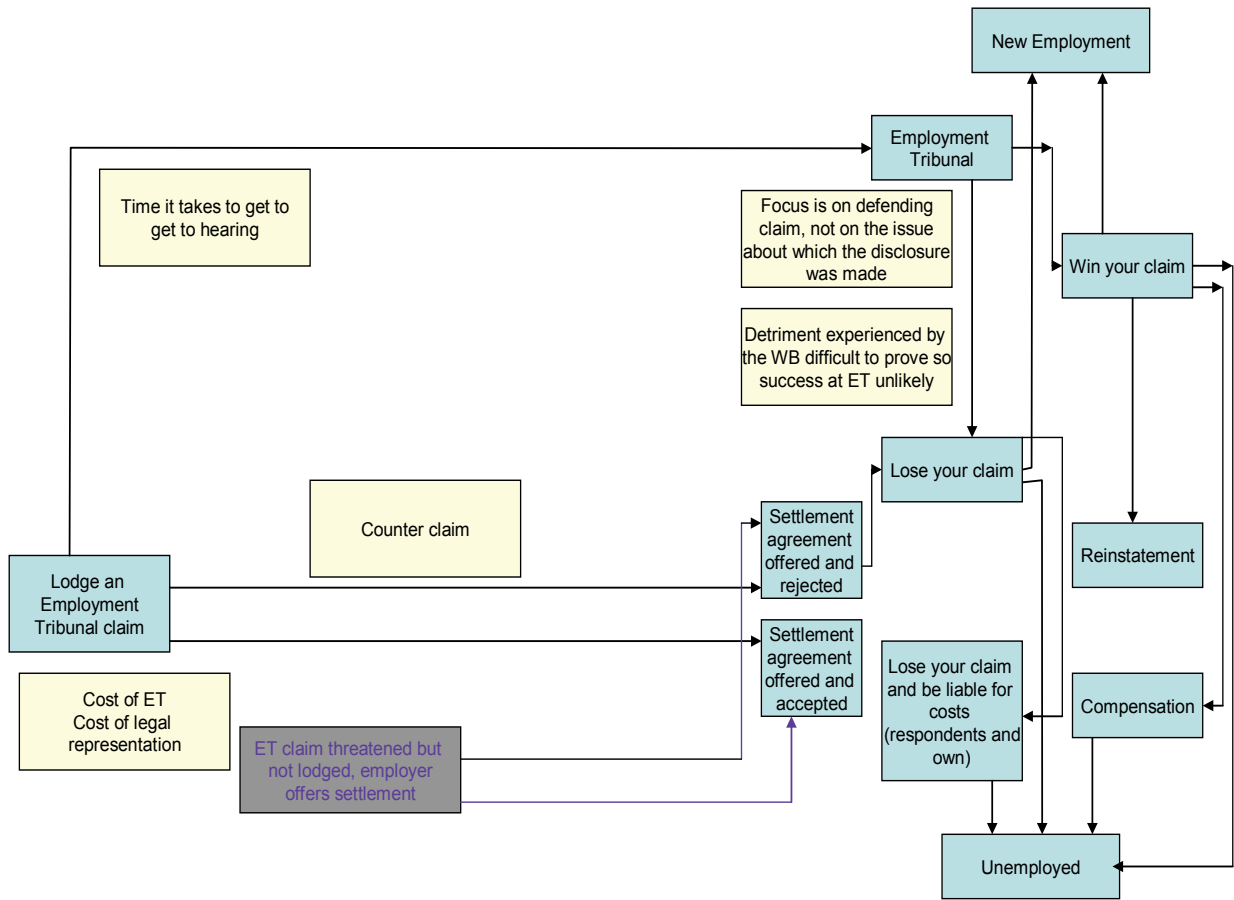 New Employment
Employment
Tribunal
Time it takes to get to
get to hearing
Focus is on defending
claim, not on the issue
about which the disclosure
was made
Win your claim
Detriment experienced by
the WB difficult to prove so
success at ET unlikely
Lose your claim
Counter claim
Settlement
agreement
offered and
rejected
Reinstatement
Lodge an
Employment
Tribunal claim
Settlement
agreement
offered and
accepted
Lose your claim
and be liable for
costs
(respondents and
own)
Compensation
Cost of ET
Cost of legal
representation
ET claim threatened but
not lodged, employer
offers settlement
Unemployed